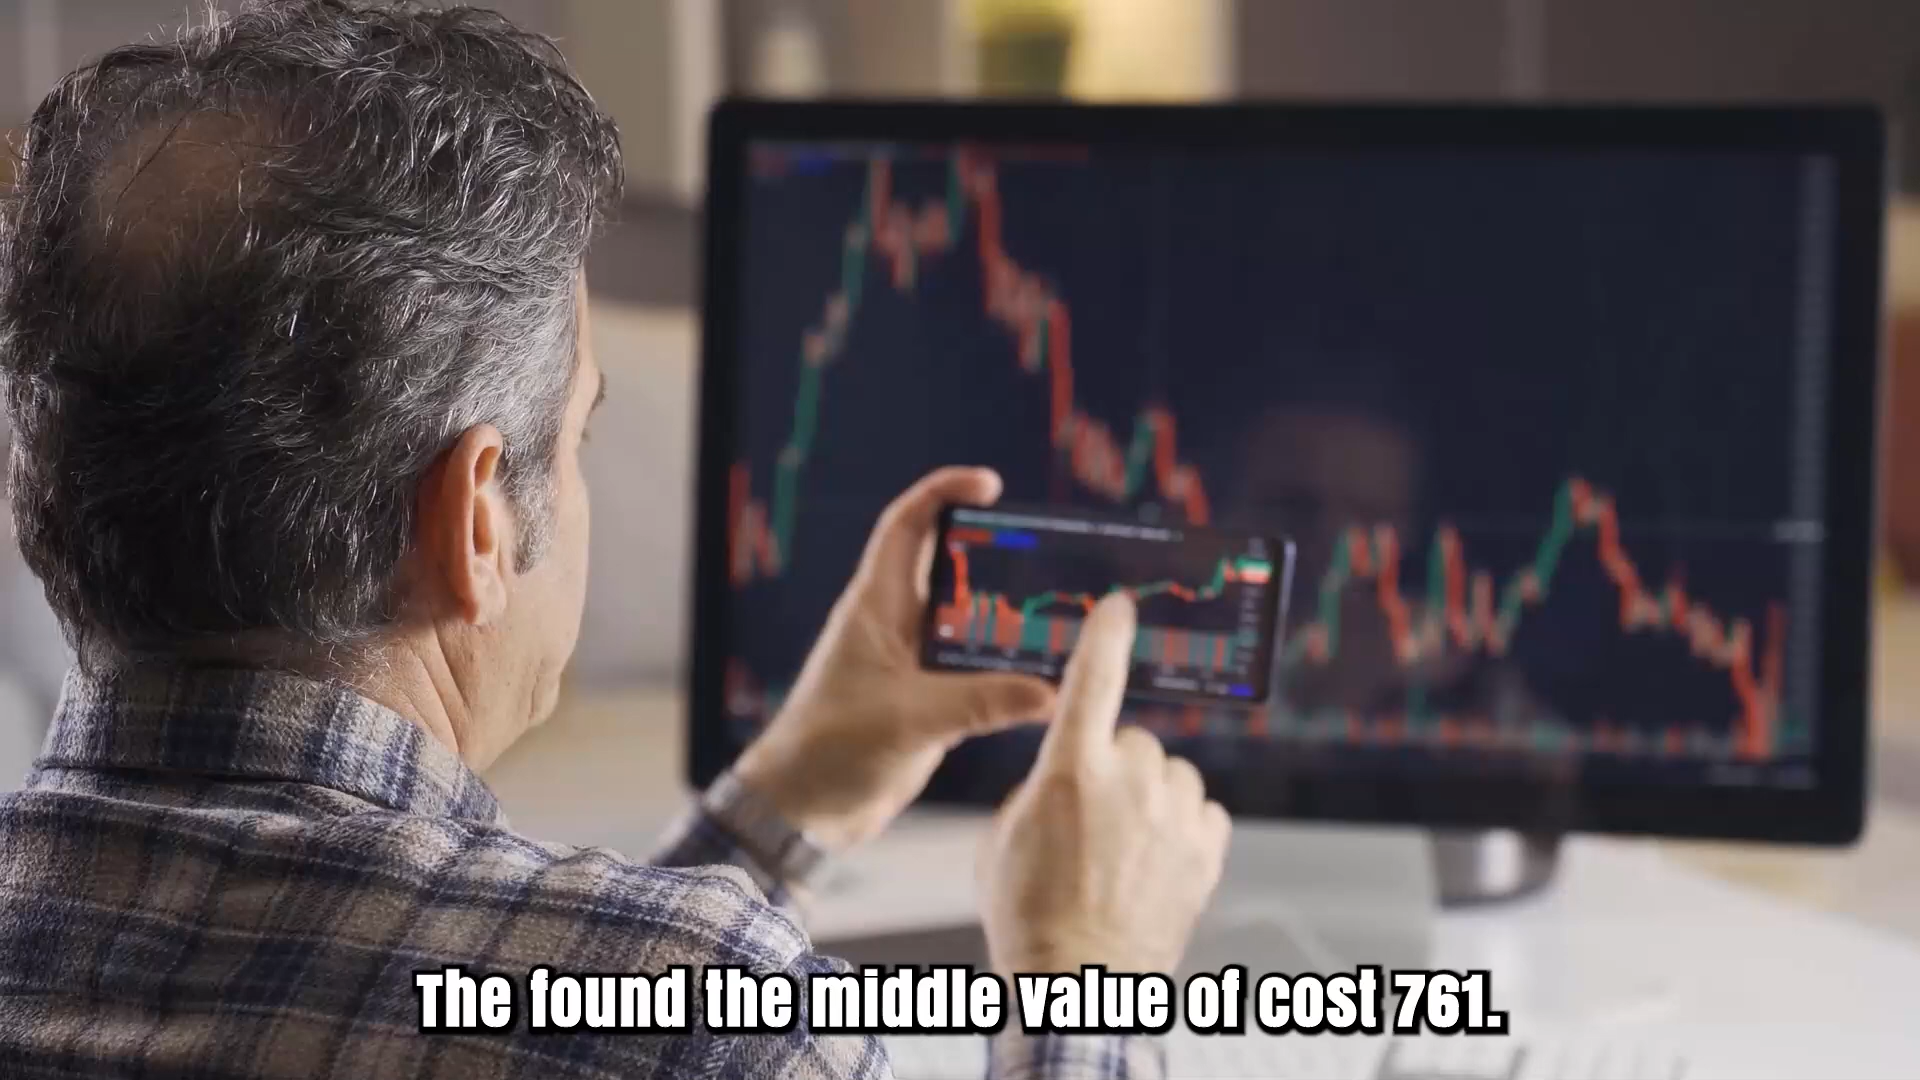 The found the middle value of cost 761.